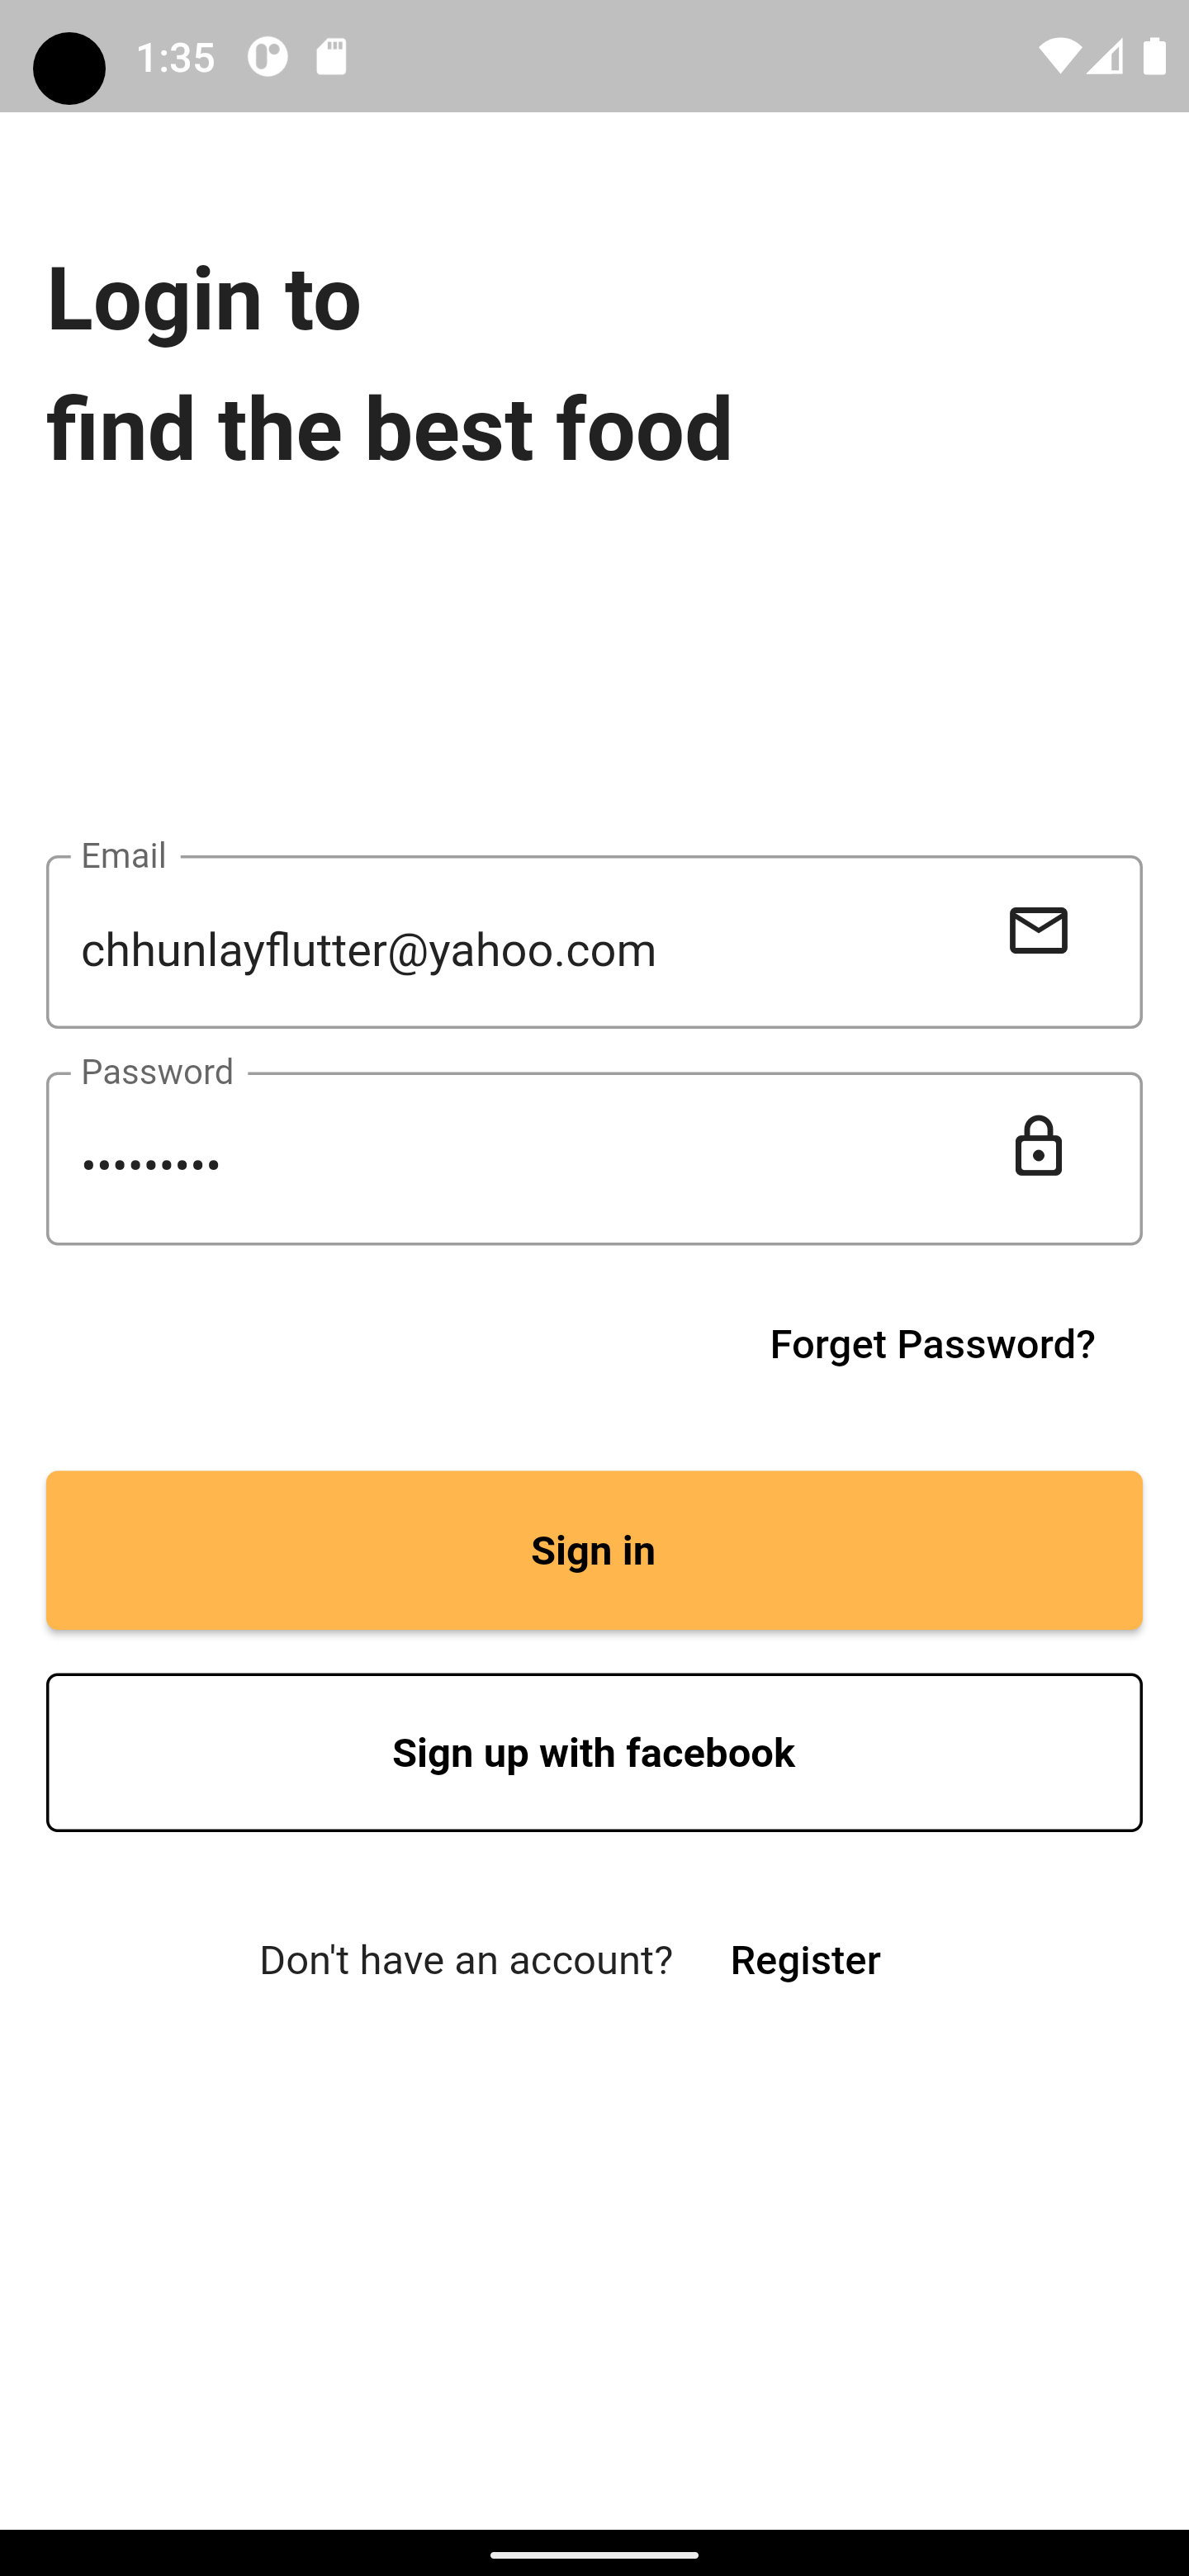 1:35
Login to
find the best food
Email
chhunlayflutter@yahoo.com
Password
•••••••••
Forget Password?
Sign in
Sign up with facebook
Don't have an account? Register